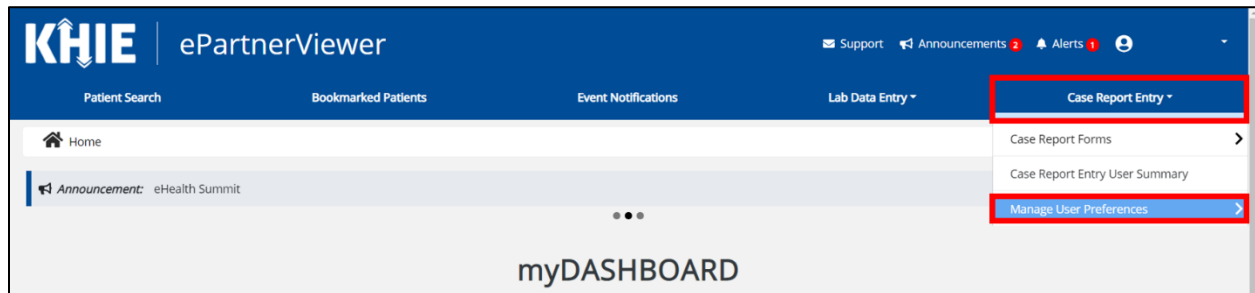 KHIE ePartnerViewer
Support Announcements 2 Alerts 1
Patient Search Bookmarked Patients Event Notifications Lab Data Entry Case Report Entry
Home
Case Report Forms
Announcement: eHealth Summit
Case Report Entry User Summary
Manage User Preferences
myDASHBOARD